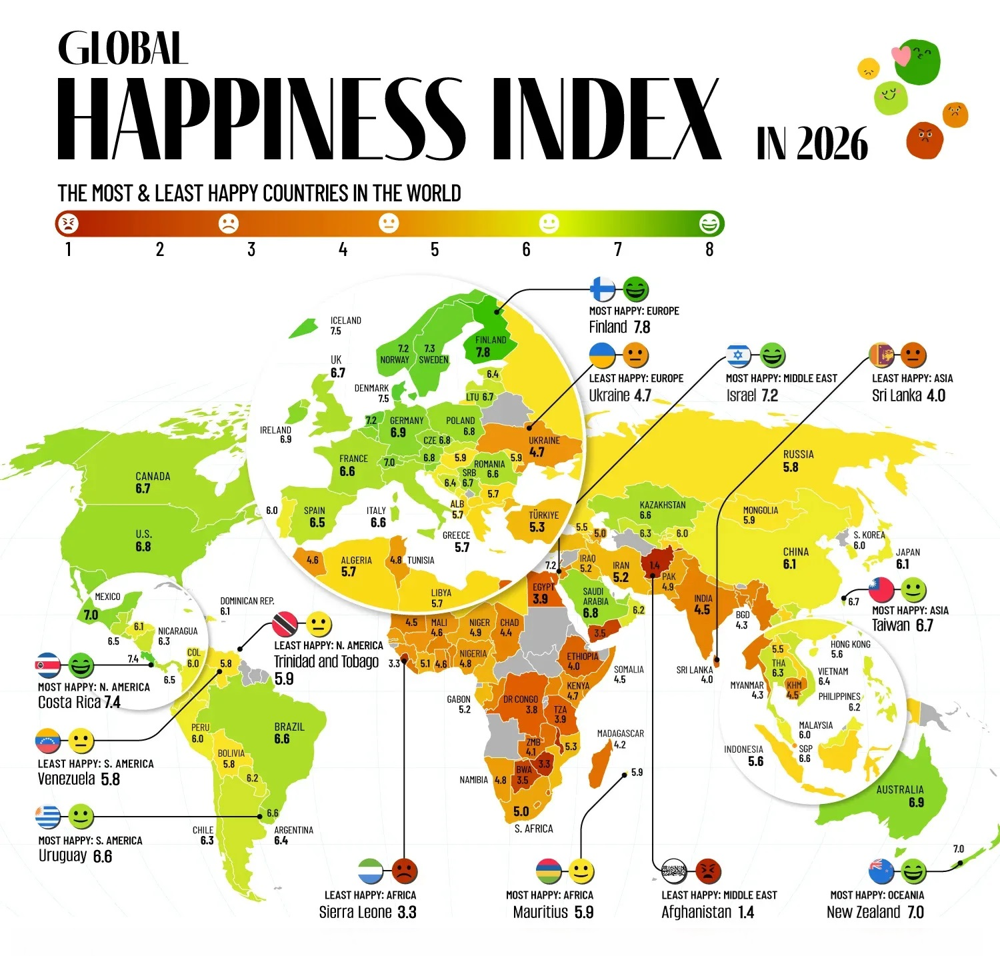 GLOBAL
HAPPINESS INDEX IN 2026
THE MOST & LEAST HAPPY COUNTRIES IN THE WORLD
1 2 3 4 5 6 7 8
MOST HAPPY: EUROPE
Finland 7.8
LEAST HAPPY: EUROPE
Ukraine 4.7
MOST HAPPY: MIDDLE EAST
Israel 7.2
LEAST HAPPY: ASIA
Sri Lanka 4.0
ICELAND
7.5
UK
6.7
7.2
NORWAY
7.3
SWEDEN
FINLAND
7.8
DENMARK
7.5
6.4
LTU 6.7
IRELAND
6.9
7.2
GERMANY
6.9
POLAND
6.8
CZE 6.8
UKRAINE
4.7
FRANCE
6.6
7.0
6.8
5.9
ROMANIA
6.6
5.9
6.4
SRB
6.7
5.7
ALB
5.7
6.0
SPAIN
6.5
ITALY
6.6
GREECE
5.7
TÜRKIYE
5.3
4.6
ALGERIA
5.7
4.8
TUNISIA
LIBYA
5.7
CANADA
6.7
U.S.
6.8
RUSSIA
5.8
KAZAKHSTAN
6.6
MONGOLIA
5.9
5.5
5.0
6.3
6.0
S. KOREA
6.0
JAPAN
6.1
CHINA
6.1
7.2
IRAQ
5.2
IRAN
5.2
1.4
PAK
4.9
EGYPT
3.9
SAUDI
ARABIA
6.8
6.2
3.5
INDIA
4.5
BGD
4.3
6.7
MOST HAPPY: ASIA
Taiwan 6.7
MEXICO
7.0
6.1
6.5
NICARAGUA
6.3
7.4
6.5
DOMINICAN REP.
6.1
LEAST HAPPY: N. AMERICA
Trinidad and Tobago
5.9
MOST HAPPY: N. AMERICA
Costa Rica 7.4
COL
6.0
5.8
4.5
MALI
4.6
NIGER
4.9
CHAD
4.4
3.3
5.1
4.6
NIGERIA
4.8
ETHIOPIA
4.0
SOMALIA
4.5
SRI LANKA
4.0
HONG KONG
5.6
5.5
THA
6.3
VIETNAM
6.4
MYANMAR
4.3
KHM
4.5
PHILIPPINES
6.2
MALAYSIA
6.0
SGP
6.6
INDONESIA
5.6
GABON
5.2
DR CONGO
3.8
KENYA
4.7
TZA
3.9
PERU
6.0
BRAZIL
6.6
BOLIVIA
5.8
6.2
ZMB
4.1
5.3
MADAGASCAR
4.2
3.3
BWA
3.5
NAMIBIA 4.8
5.9
5.0
S. AFRICA
LEAST HAPPY: S. AMERICA
Venezuela 5.8
6.6
MOST HAPPY: S. AMERICA
Uruguay 6.6
CHILE
6.3
ARGENTINA
6.4
AUSTRALIA
6.9
7.0
LEAST HAPPY: AFRICA
Sierra Leone 3.3
MOST HAPPY: AFRICA
Mauritius 5.9
LEAST HAPPY: MIDDLE EAST
Afghanistan 1.4
MOST HAPPY: OCEANIA
New Zealand 7.0